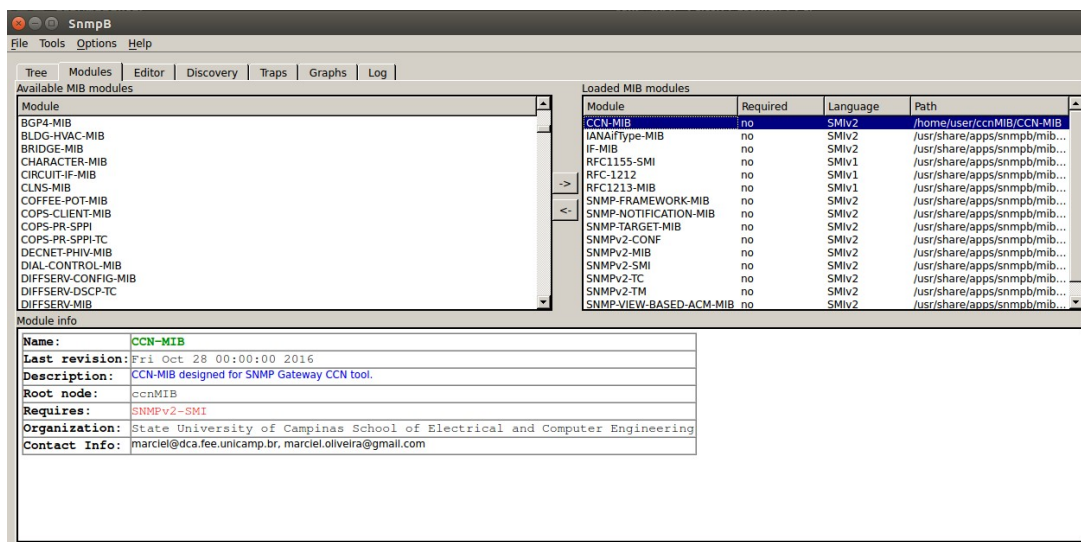 SnmpB
File Tools Options Help
Tree Modules Editor Discovery Traps Graphs Log
Available MIB modules
Module
BGP4-MIB
BLDG-HVAC-MIB
BRIDGE-MIB
CHARACTER-MIB
CIRCUIT-IF-MIB
CLNS-MIB
COFFEE-POT-MIB
COPS-CLIENT-MIB
COPS-PR-SPPI
COPS-PR-SPPI-TC
DECNET-PHIV-MIB
DIAL-CONTROL-MIB
DIFFSERV-CONFIG-MIB
DIFFSERV-DSCP-TC
DIFFSERV-MIB
->
<-
Loaded MIB modules
Module Required Language Path
CCN-MIB no SMIv2 /home/user/ccnMIB/CCN-MIB
IANAifType-MIB no SMIv2 /usr/share/apps/snmpb/mib...
IF-MIB no SMIv2 /usr/share/apps/snmpb/mib...
RFC1155-SMI no SMIv1 /usr/share/apps/snmpb/mib...
RFC-1212 no SMIv1 /usr/share/apps/snmpb/mib...
RFC1213-MIB no SMIv1 /usr/share/apps/snmpb/mib...
SNMP-FRAMEWORK-MIB no SMIv2 /usr/share/apps/snmpb/mib...
SNMP-NOTIFICATION-MIB no SMIv2 /usr/share/apps/snmpb/mib...
SNMP-TARGET-MIB no SMIv2 /usr/share/apps/snmpb/mib...
SNMPv2-CONF no SMIv2 /usr/share/apps/snmpb/mib...
SNMPv2-MIB no SMIv2 /usr/share/apps/snmpb/mib...
SNMPv2-SMI no SMIv2 /usr/share/apps/snmpb/mib...
SNMPv2-TC no SMIv2 /usr/share/apps/snmpb/mib...
SNMPv2-TM no SMIv2 /usr/share/apps/snmpb/mib...
SNMP-VIEW-BASED-ACM-MIB no SMIv2 /usr/share/apps/snmpb/mib...
Module info
Name: CCN-MIB
Last revision: Fri Oct 28 00:00:00 2016
Description: CCN-MIB designed for SNMP Gateway CCN tool.
Root node: ccnMIB
Requires: SNMPv2-SMI
Organization: State University of Campinas School of Electrical and Computer Engineering
Contact Info: marciel@dca.fee.unicamp.br, marciel.oliveira@gmail.com